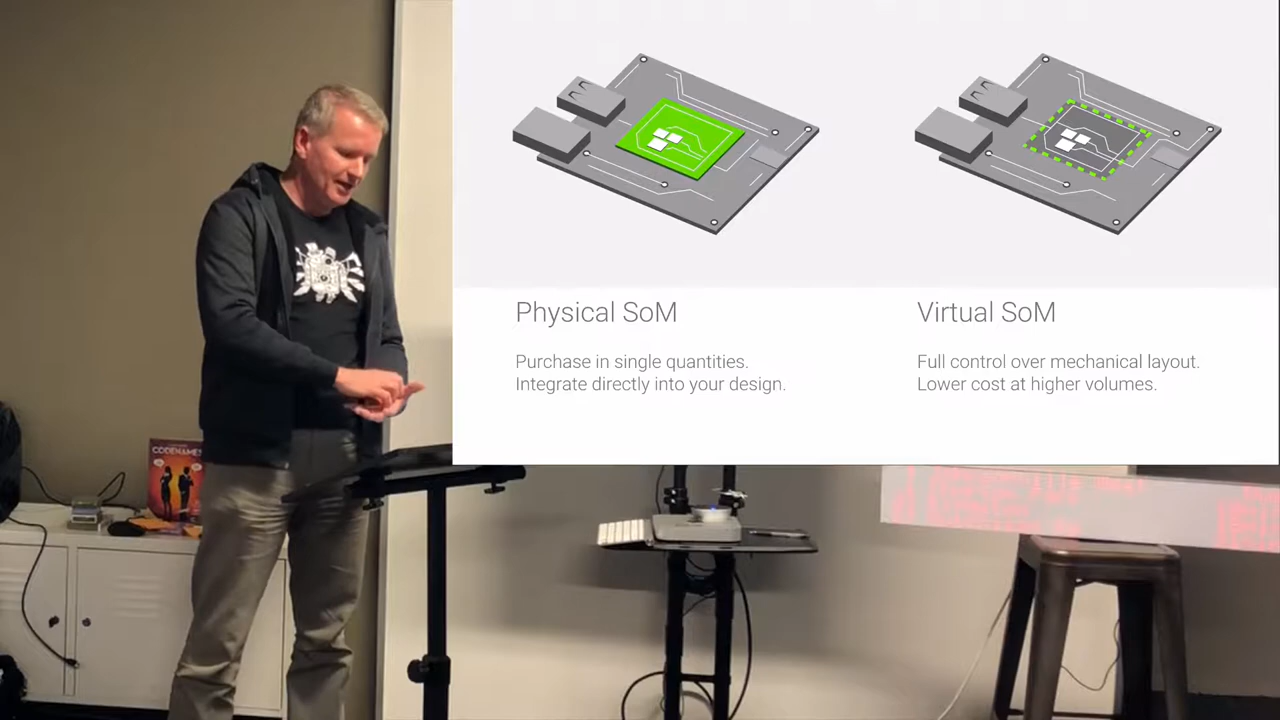 Physical SoM
Purchase in single quantities.
Integrate directly into your design.
Virtual SoM
Full control over mechanical layout.
Lower cost at higher volumes.
CODENAMES